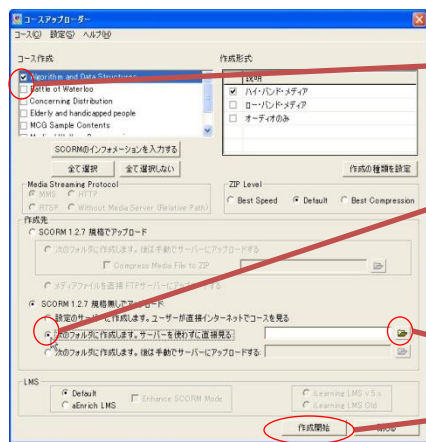 コースアップローダー
コース(C) 設定(S) ヘルプ(H)
コース作成
作成形式
Algorithm and Data Structures
Battle of Waterloo
Concerning Distribution
Elderly and handicapped people
MCG Sample Contents
説明
ハイ・バンド・メディア
ロー・バンド・メディア
オーディオのみ
SCORMのインフォメーションを入力する
全て選択 全て選択しない
作成の種類を設定
Media Streaming Protocol
MMS HTTP
RTSP Without Media Server (Relative Path)
ZIP Level
Best Speed Default Best Compression
作成先
SCORM 1.2.7 規格でアップロード
次のフォルダに作成します。後は手動でサーバーにアップロードする
Compress Media File to ZIP
メディアファイルを直接 FTPサーバーにアップロードする
SCORM 1.2.7 規格無しでアップロード
設定のサーバーに作成します。ユーザーが直接インターネットでコースを見る
次のフォルダに作成します。サーバーを使わずに直接見る:
次のフォルダに作成します。後は手動でサーバーにアップロードする:
LMS
Default
aEnrich LMS
Enhance SCORM Mode
iLearning LMS v 5.x
iLearning LMS Old
作成開始